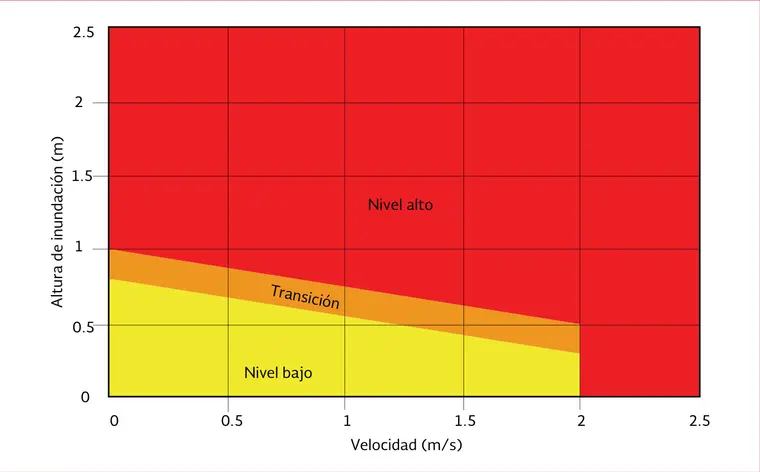 2.5
2
1.5
1
0.5
0
Altura de inundación (m)
Nivel alto
Transición
Nivel bajo
0 0.5 1 1.5 2 2.5
Velocidad (m/s)